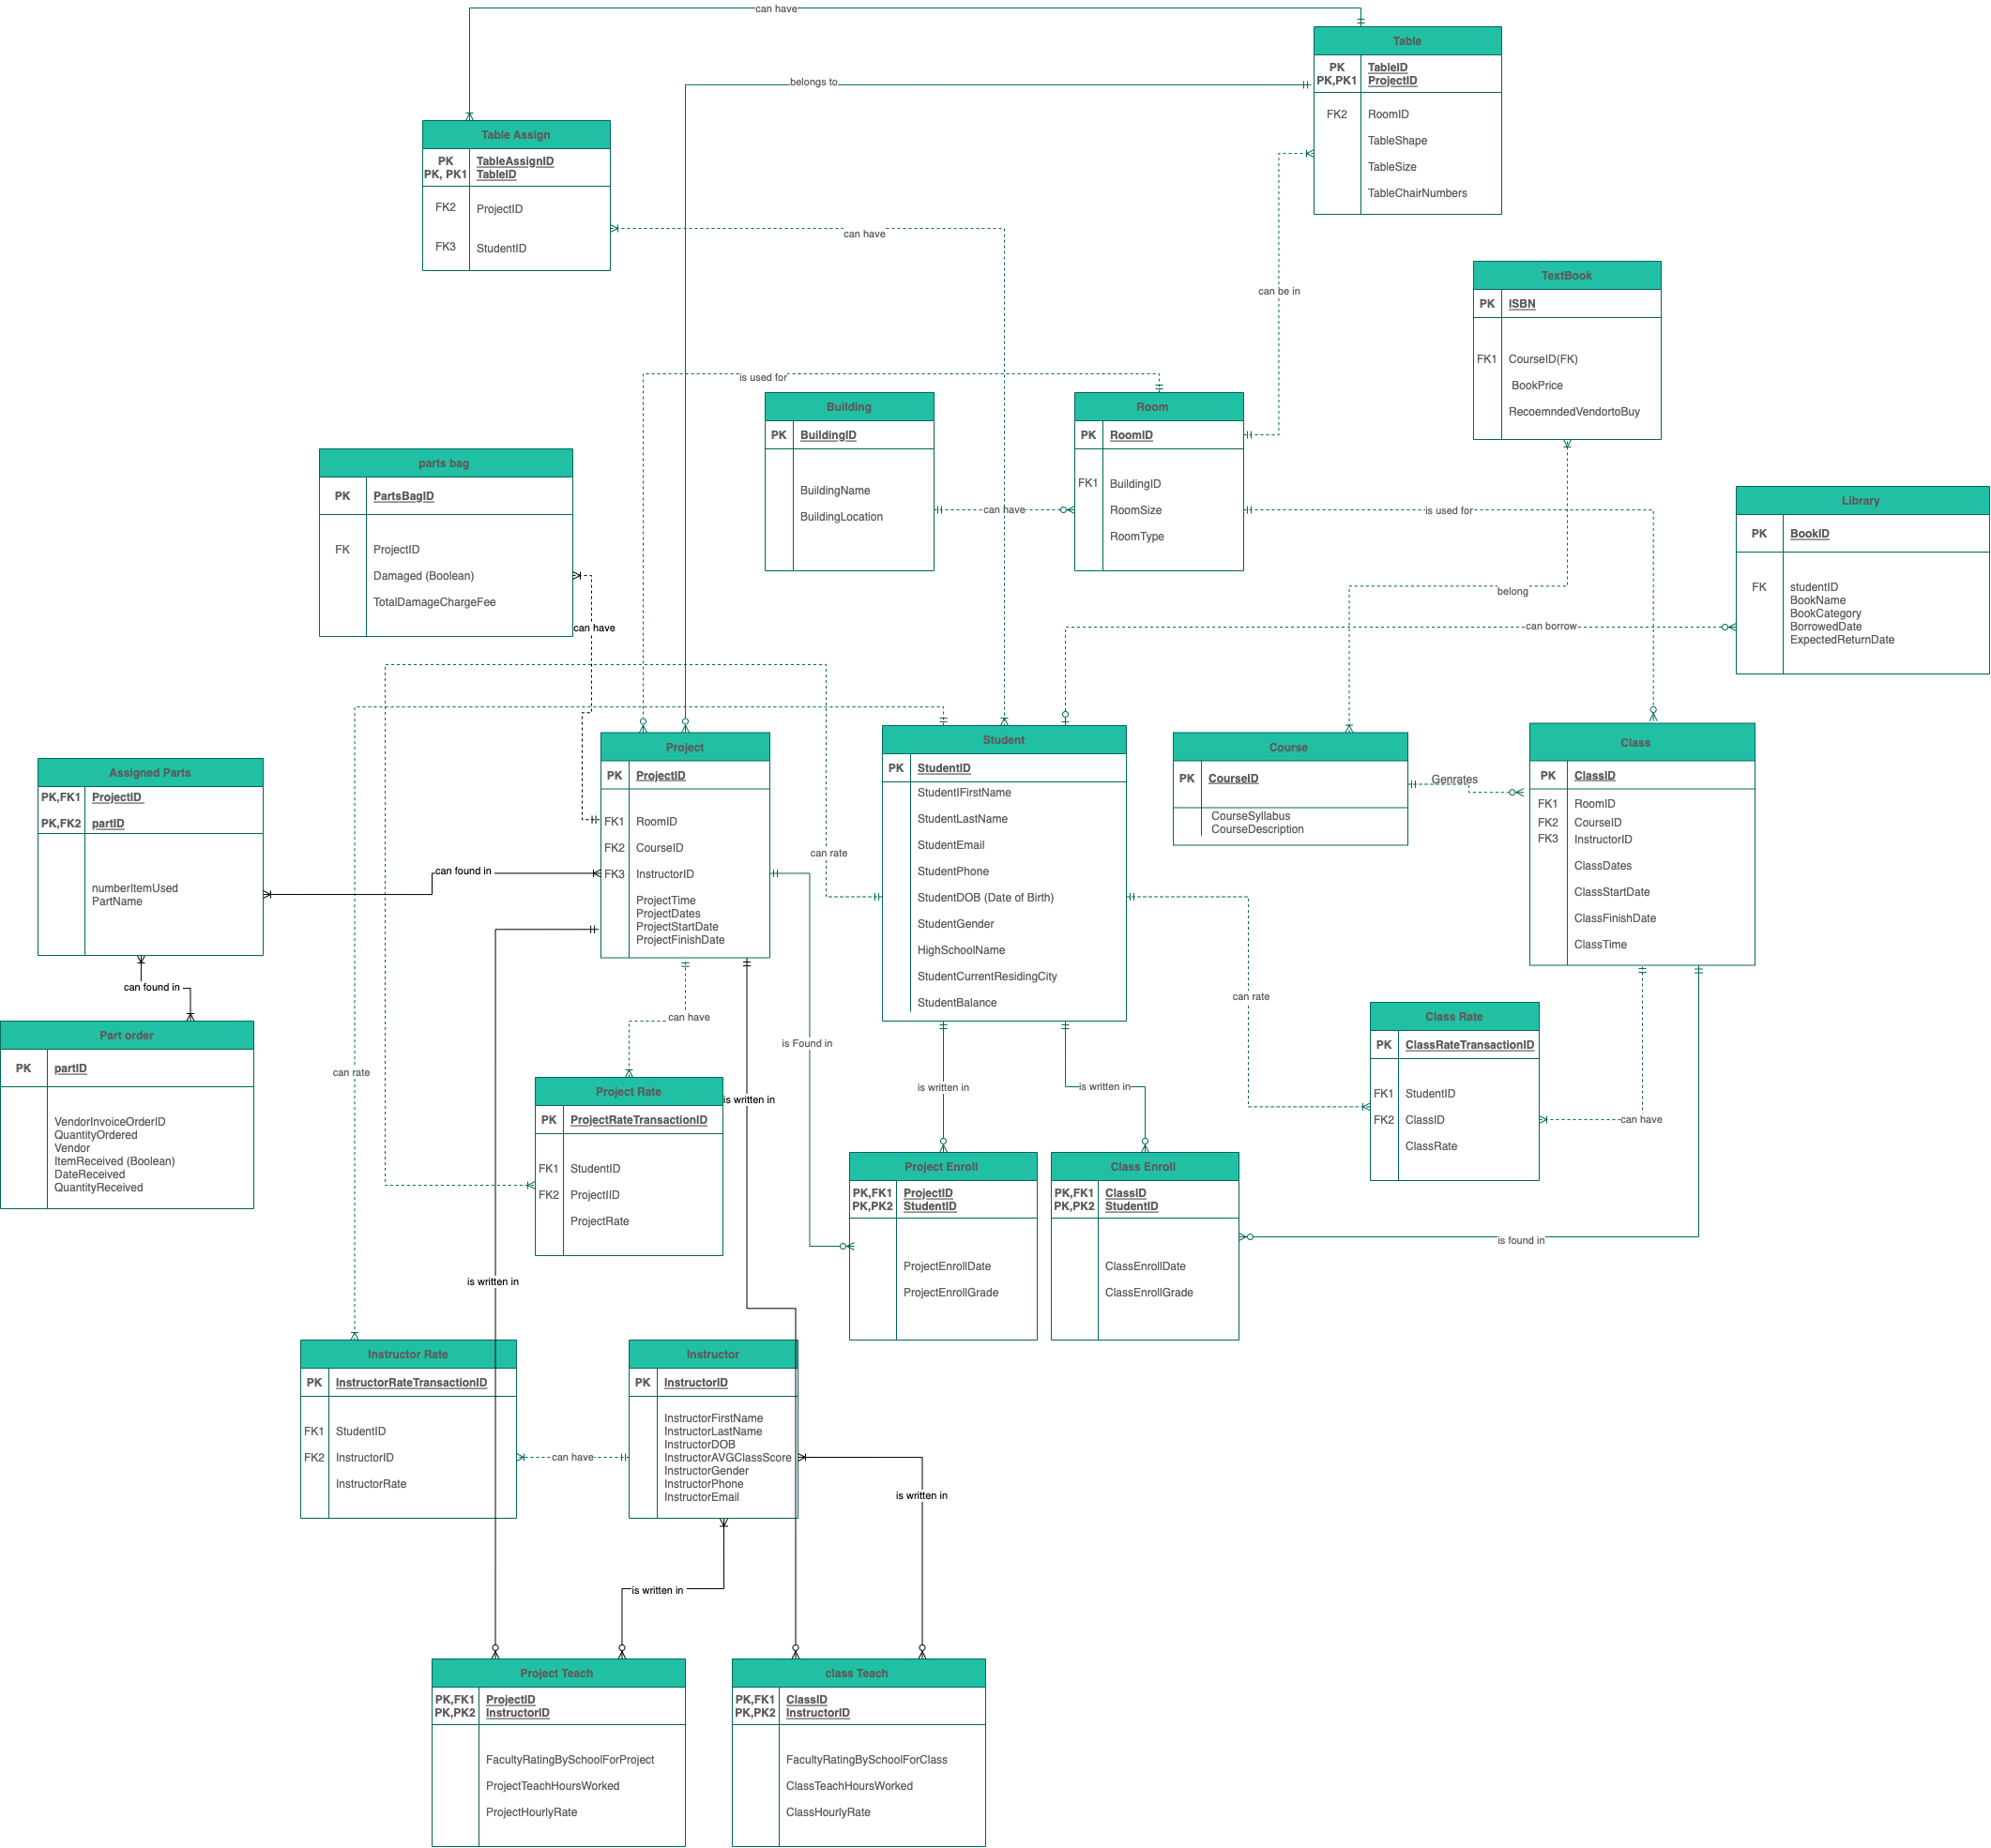 can have
Table
PK TableID
PK,PK1 ProjectID
FK2 RoomID
TableShape
TableSize
TableChairNumbers
belongs to
Table Assign
PK TableAssignID
PK, PK1 TableID
FK2 ProjectID
FK3 StudentID
can have
can be in
TextBook
PK ISBN
FK1 CourseID(FK)
BookPrice
RecoemndedVendortoBuy
is used for
Building
PK BuildingID
BuildingName
BuildingLocation
can have
Room
PK RoomID
FK1 BuildingID
RoomSize
RoomType
is used for
parts bag
PK PartsBagID
FK ProjectID
Damaged (Boolean)
TotalDamageChargeFee
can have
Library
PK BookID
FK studentID
BookName
BookCategory
BorrowedDate
ExpectedReturnDate
belong
can borrow
Project
PK ProjectID
FK1 RoomID
FK2 CourseID
FK3 InstructorID
ProjectTime
ProjectDates
ProjectStartDate
ProjectFinishDate
Student
PK StudentID
StudentIFirstName
StudentLastName
StudentEmail
StudentPhone
StudentDOB (Date of Birth)
StudentGender
HighSchoolName
StudentCurrentResidingCity
StudentBalance
Course
PK CourseID
CourseSyllabus
CourseDescription
Genrates
Class
PK ClassID
FK1 RoomID
FK2 CourseID
FK3 InstructorID
ClassDates
ClassStartDate
ClassFinishDate
ClassTime
Assigned Parts
PK,FK1 ProjectID
PK,FK2 partID
numberItemUsed
PartName
can found in
can rate
can found in
Part order
PK partID
VendorInvoiceOrderID
QuantityOrdered
Vendor
ItemReceived (Boolean)
DateReceived
QuantityReceived
can have
is Found in
can rate
can rate
Project Rate
PK ProjectRateTransactionID
FK1 StudentID
FK2 ProjectIID
ProjectRate
is written in
is written in
is written in
Class Rate
PK ClassRateTransactionID
FK1 StudentID
FK2 ClassID
ClassRate
can have
Project Enroll
PK,FK1 ProjectID
PK,PK2 StudentID
ProjectEnrollDate
ProjectEnrollGrade
Class Enroll
PK,FK1 ClassID
PK,PK2 StudentID
ClassEnrollDate
ClassEnrollGrade
is found in
is written in
Instructor Rate
PK InstructorRateTransactionID
FK1 StudentID
FK2 InstructorID
InstructorRate
can have
Instructor
PK InstructorID
InstructorFirstName
InstructorLastName
InstructorDOB
InstructorAVGClassScore
InstructorGender
InstructorPhone
InstructorEmail
is written in
is written in
Project Teach
PK,FK1 ProjectID
PK,PK2 InstructorID
FacultyRatingBySchoolForProject
ProjectTeachHoursWorked
ProjectHourlyRate
class Teach
PK,FK1 ClassID
PK,PK2 InstructorID
FacultyRatingBySchoolForClass
ClassTeachHoursWorked
ClassHourlyRate